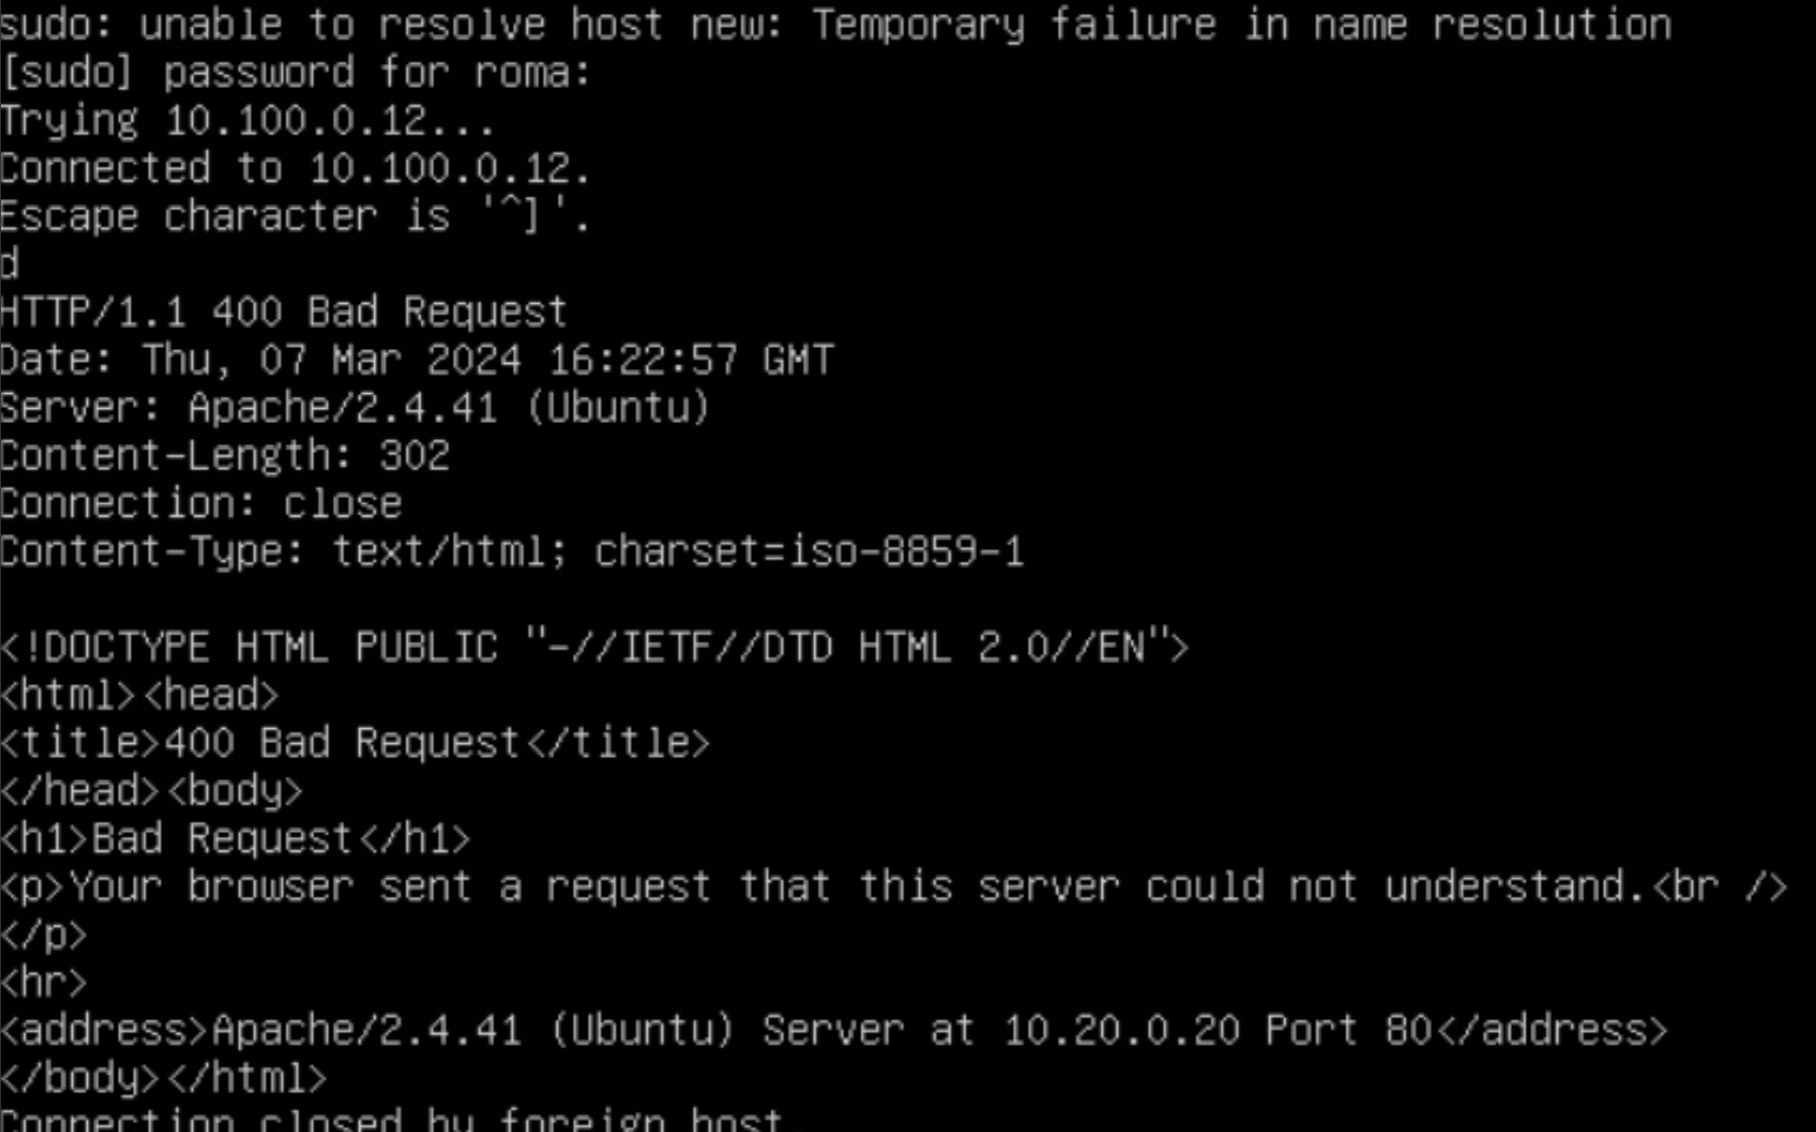 sudo: unable to resolve host new: Temporary failure in name resolution
[sudo] password for roma:
Trying 10.100.0.12...
Connected to 10.100.0.12.
Escape character is '^]'.
d
HTTP/1.1 400 Bad Request
Date: Thu, 07 Mar 2024 16:22:57 GMT
Server: Apache/2.4.41 (Ubuntu)
Content-Length: 302
Connection: close
Content-Type: text/html; charset=iso-8859-1

<!DOCTYPE HTML PUBLIC "-//IETF//DTD HTML 2.0//EN">
<html><head>
<title>400 Bad Request</title>
</head><body>
<h1>Bad Request</h1>
<p>Your browser sent a request that this server could not understand.<br />
</p>
<hr>
<address>Apache/2.4.41 (Ubuntu) Server at 10.20.0.20 Port 80</address>
</body></html>
Connection closed by foreign host.